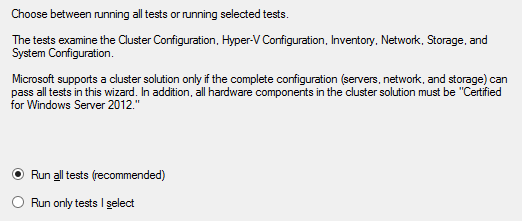 Choose between running all tests or running selected tests.
The tests examine the Cluster Configuration, Hyper-V Configuration, Inventory, Network, Storage, and
System Configuration.
Microsoft supports a cluster solution only if the complete configuration (servers, network, and storage) can
pass all tests in this wizard. In addition, all hardware components in the cluster solution must be "Certified
for Windows Server 2012."
Run all tests (recommended)
Run only tests I select